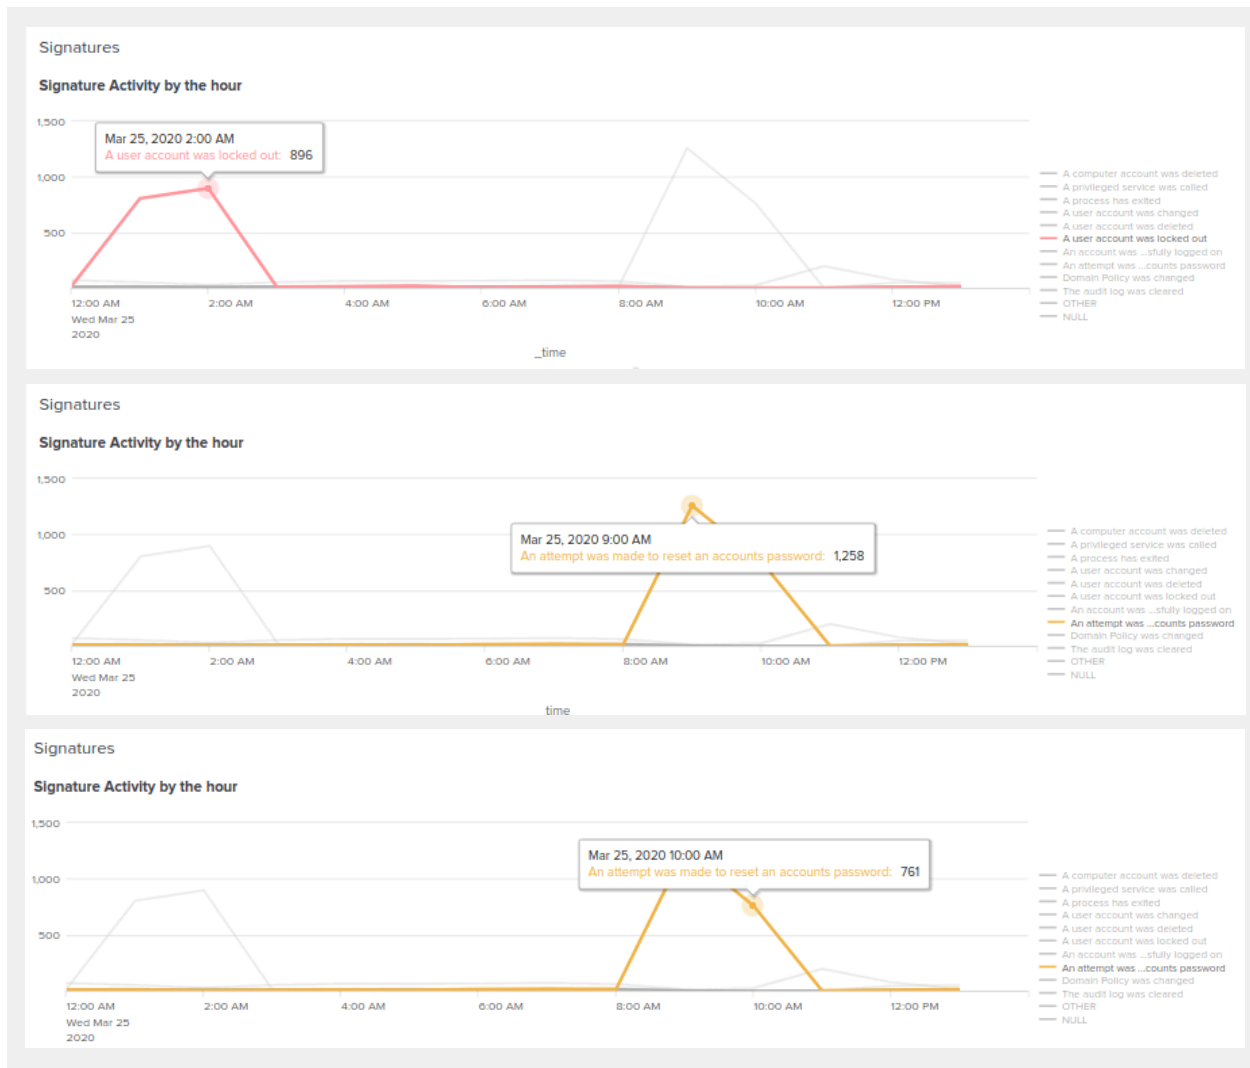 Signatures
Signature Activity by the hour
1,500
Mar 25, 2020 2:00 AM
A user account was locked out: 896
1,000
500
A computer account was deleted
A privileged service was called
A process has exited
A user account was changed
A user account was deleted
A user account was locked out
An account was ...sfully logged on
An attempt was ...counts password
Domain Policy was changed
The audit log was cleared
OTHER
NULL
12:00 AM 2:00 AM 4:00 AM 6:00 AM 8:00 AM 10:00 AM 12:00 PM
Wed Mar 25
2020
_time
Signatures
Signature Activity by the hour
1,500
1,000
500
Mar 25, 2020 9:00 AM
An attempt was made to reset an accounts password: 1,258
A computer account was deleted
A privileged service was called
A process has exited
A user account was changed
A user account was deleted
A user account was locked out
An account was ...sfully logged on
An attempt was ...counts password
Domain Policy was changed
The audit log was cleared
OTHER
NULL
12:00 AM 2:00 AM 4:00 AM 6:00 AM 8:00 AM 10:00 AM 12:00 PM
Wed Mar 25
2020
time
Signatures
Signature Activity by the hour
1,500
1,000
500
Mar 25, 2020 10:00 AM
An attempt was made to reset an accounts password: 761
A computer account was deleted
A privileged service was called
A process has exited
A user account was changed
A user account was deleted
A user account was locked out
An account was ...sfully logged on
An attempt was ...counts password
Domain Policy was changed
The audit log was cleared
OTHER
NULL
12:00 AM 2:00 AM 4:00 AM 6:00 AM 8:00 AM 10:00 AM 12:00 PM
Wed Mar 25
2020